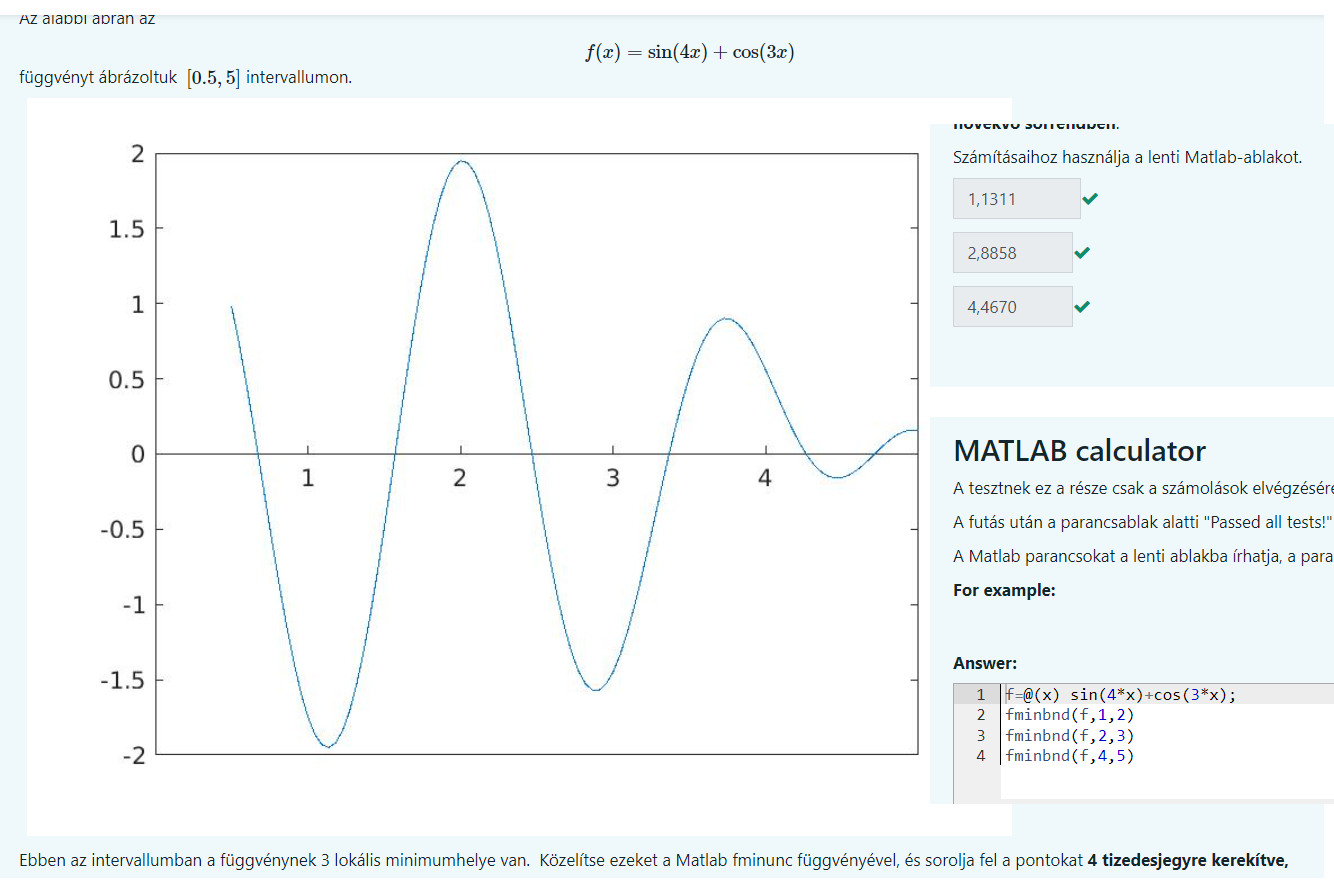 Az alábbi ábrán az
f(x) = sin(4x) + cos(3x)
függvényt ábrázoltuk [0.5, 5] intervallumon.
2
1.5
1
0.5
0
-0.5
-1
-1.5
-2
1
2
3
4
növekvő sorrendben.
Számításaihoz használja a lenti Matlab-ablakot.
1,1311
2,8858
4,4670
MATLAB calculator
A tesztnek ez a része csak a számolások elvégzésére
A futás után a parancsablak alatti "Passed all tests!"
A Matlab parancsokat a lenti ablakba írhatja, a para
For example:
Answer:
1 f=@(x) sin(4*x)+cos(3*x);
2 fminbnd(f,1,2)
3 fminbnd(f,2,3)
4 fminbnd(f,4,5)
Ebben az intervallumban a függvénynek 3 lokális minimumhelye van. Közelítse ezeket a Matlab fminunc függvényével, és sorolja fel a pontokat 4 tizedesjegyre kerekítve,